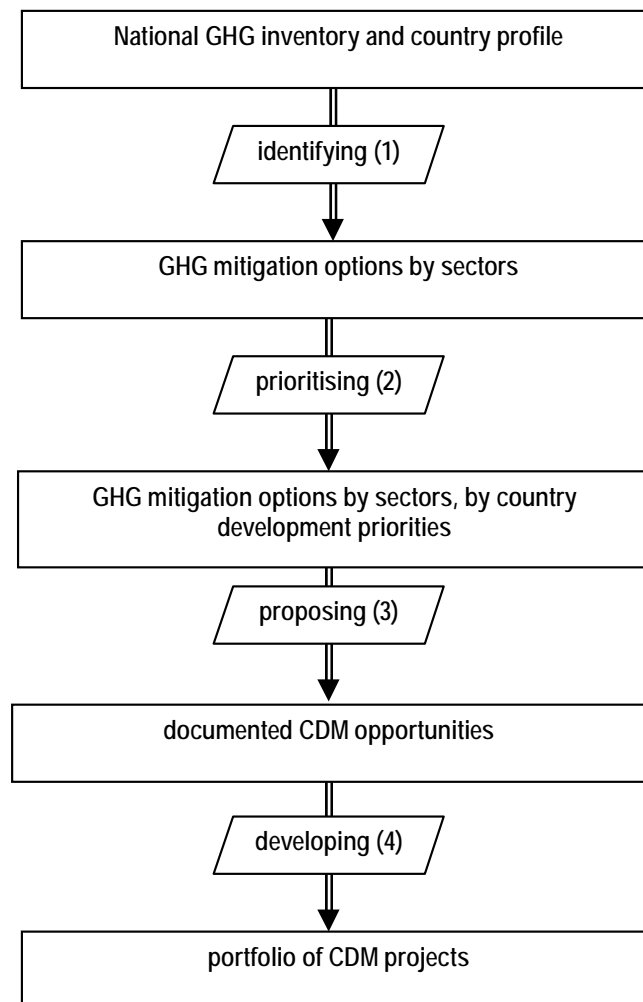 National GHG inventory and country profile
identifying (1)
GHG mitigation options by sectors
prioritising (2)
GHG mitigation options by sectors, by country
development priorities
proposing (3)
documented CDM opportunities
developing (4)
portfolio of CDM projects